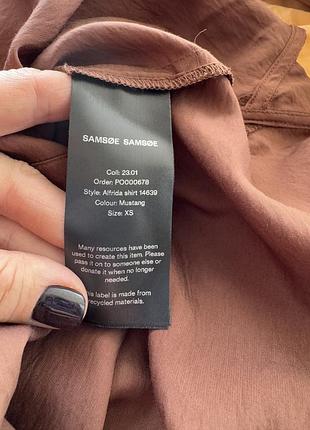 SAMSØE SAMSØE
Coll: 23.01
Order: PO000678
Style: Alfrida shirt 14639
Colour: Mustang
Size: XS
Many resources have been
used to create this item. Please
pass it on to someone else or
donate it when no longer
needed.
his label is made from
recycled materials.